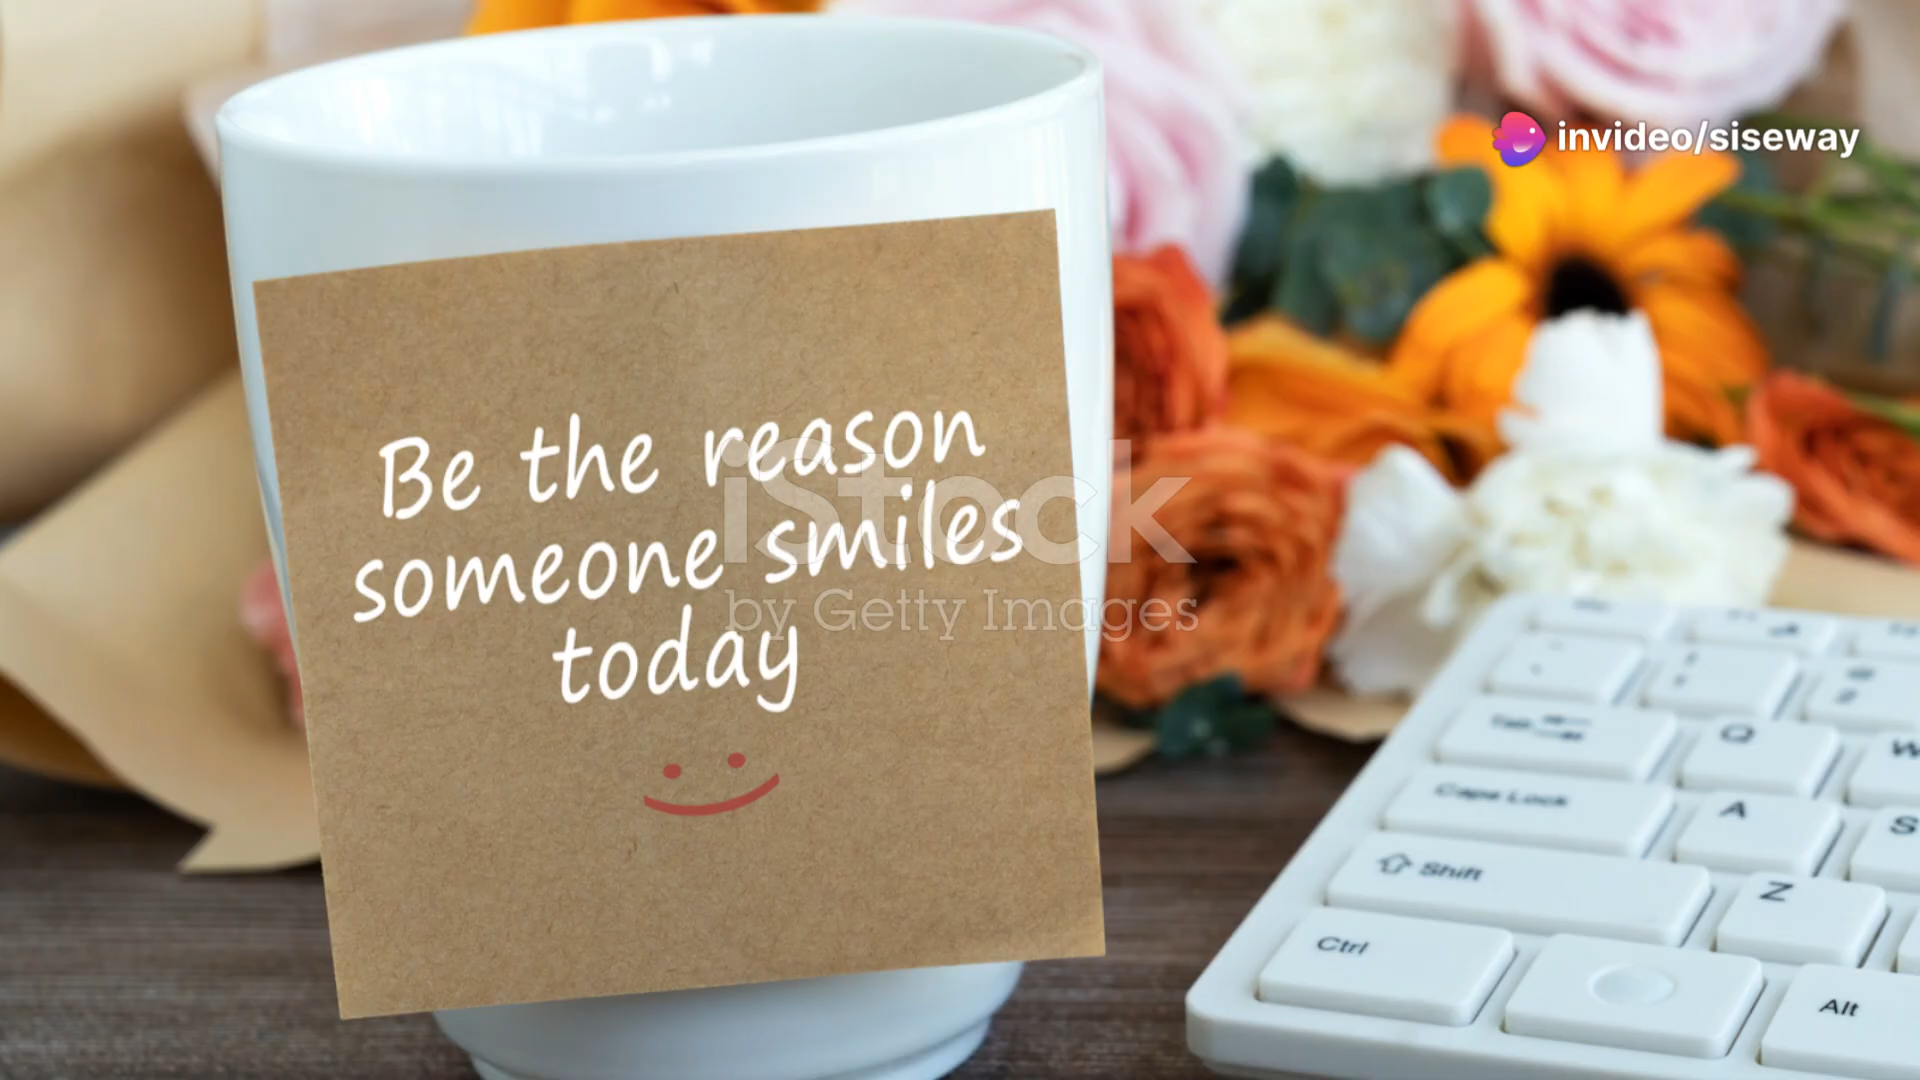 invideo/siseway
Be the reason
someone smiles
today
iStock
by Getty Images
Tab
Q
W
Caps Lock
A
S
Shift
Z
Ctrl
Alt